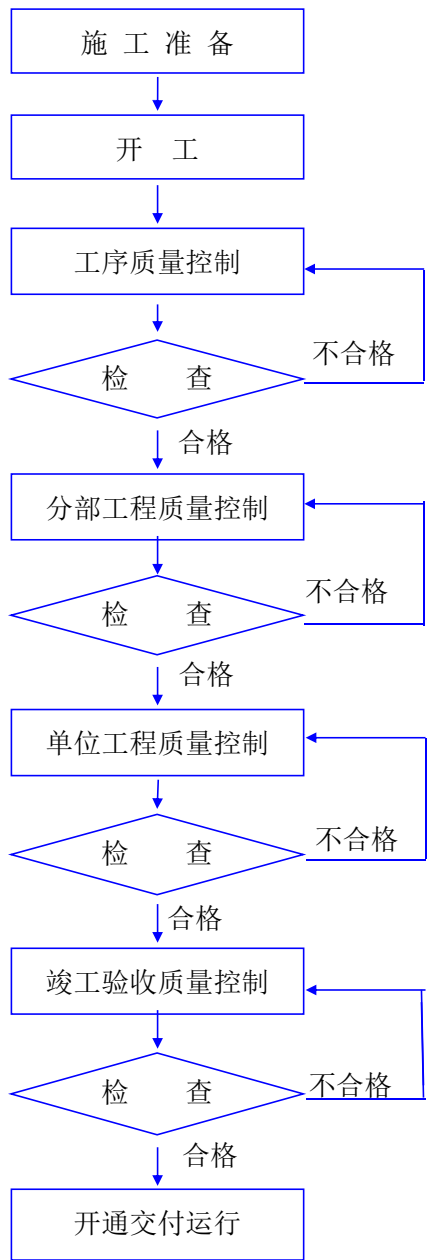 施 工 准 备
开 工
工序质量控制
不合格
检 查
合格
分部工程质量控制
不合格
检 查
合格
单位工程质量控制
不合格
检 查
合格
竣工验收质量控制
不合格
检 查
合格
开通交付运行